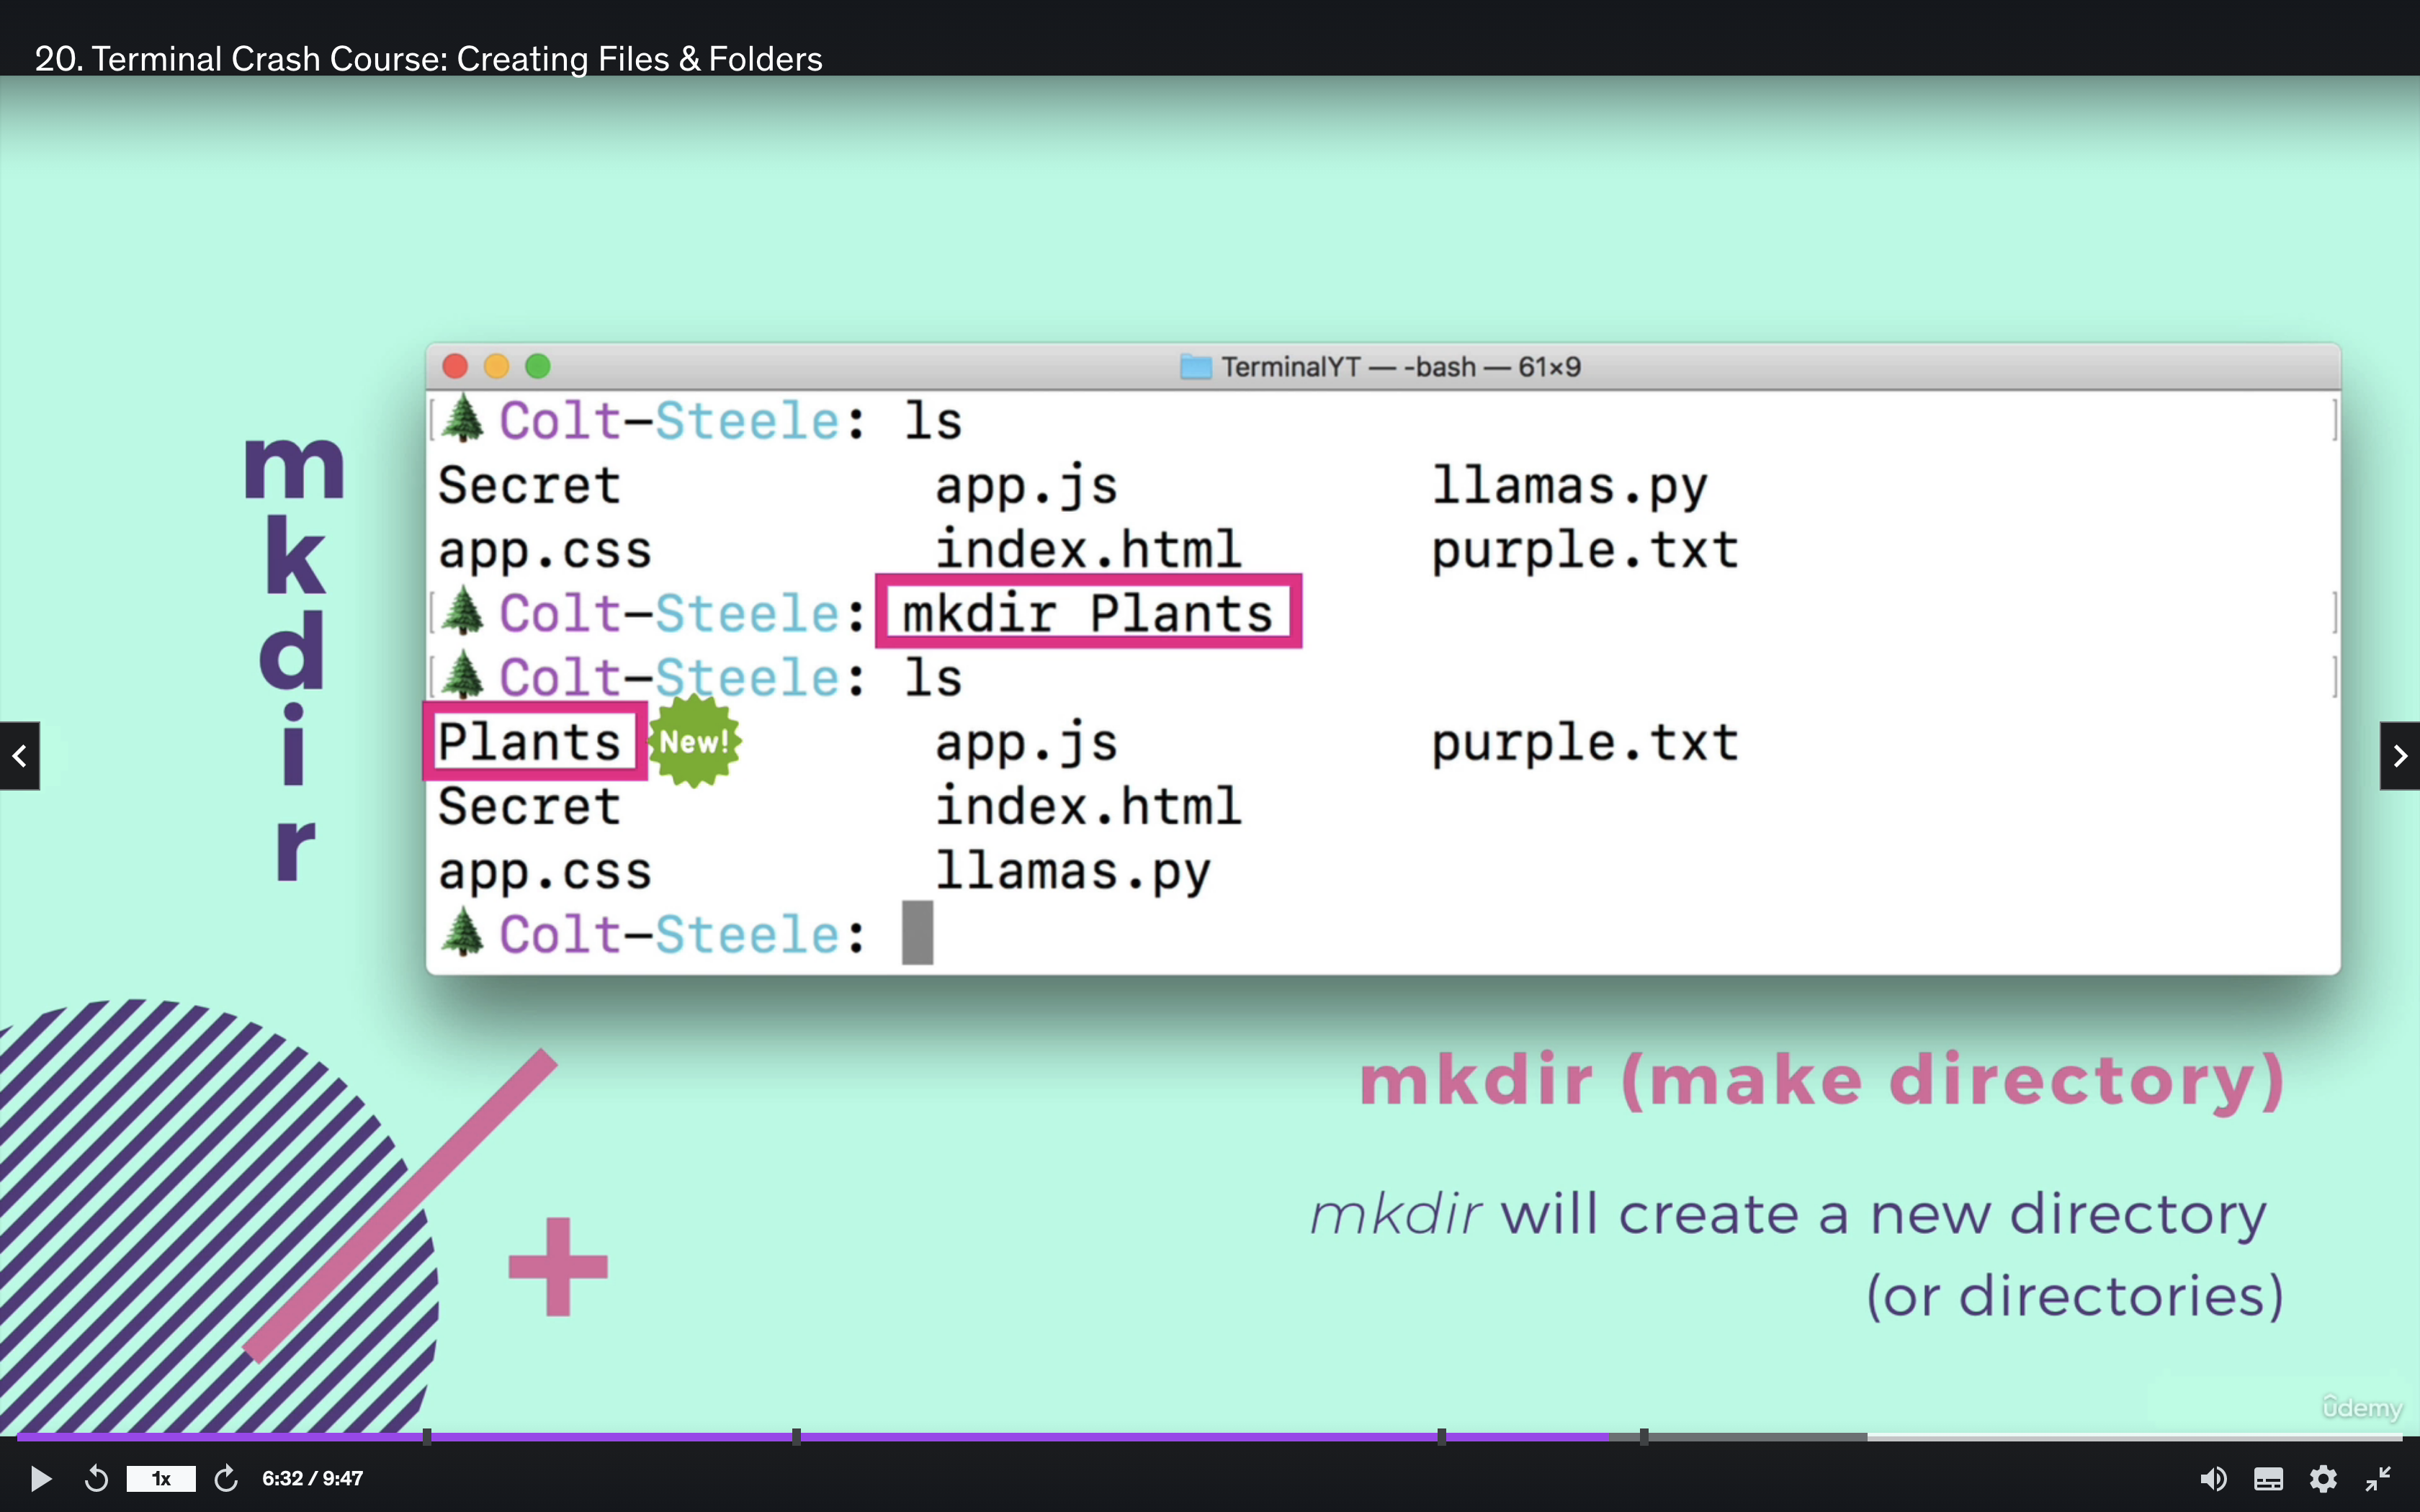 20. Terminal Crash Course: Creating Files & Folders
m
k
d
i
r
TerminalYT — -bash — 61×9
Colt-Steele: ls
Secret app.js llamas.py
app.css index.html purple.txt
Colt-Steele: mkdir Plants
Colt-Steele: ls
Plants New! app.js purple.txt
Secret index.html
app.css llamas.py
Colt-Steele:
mkdir (make directory)
mkdir will create a new directory
(or directories)
ûdemy
1x
6:32 / 9:47